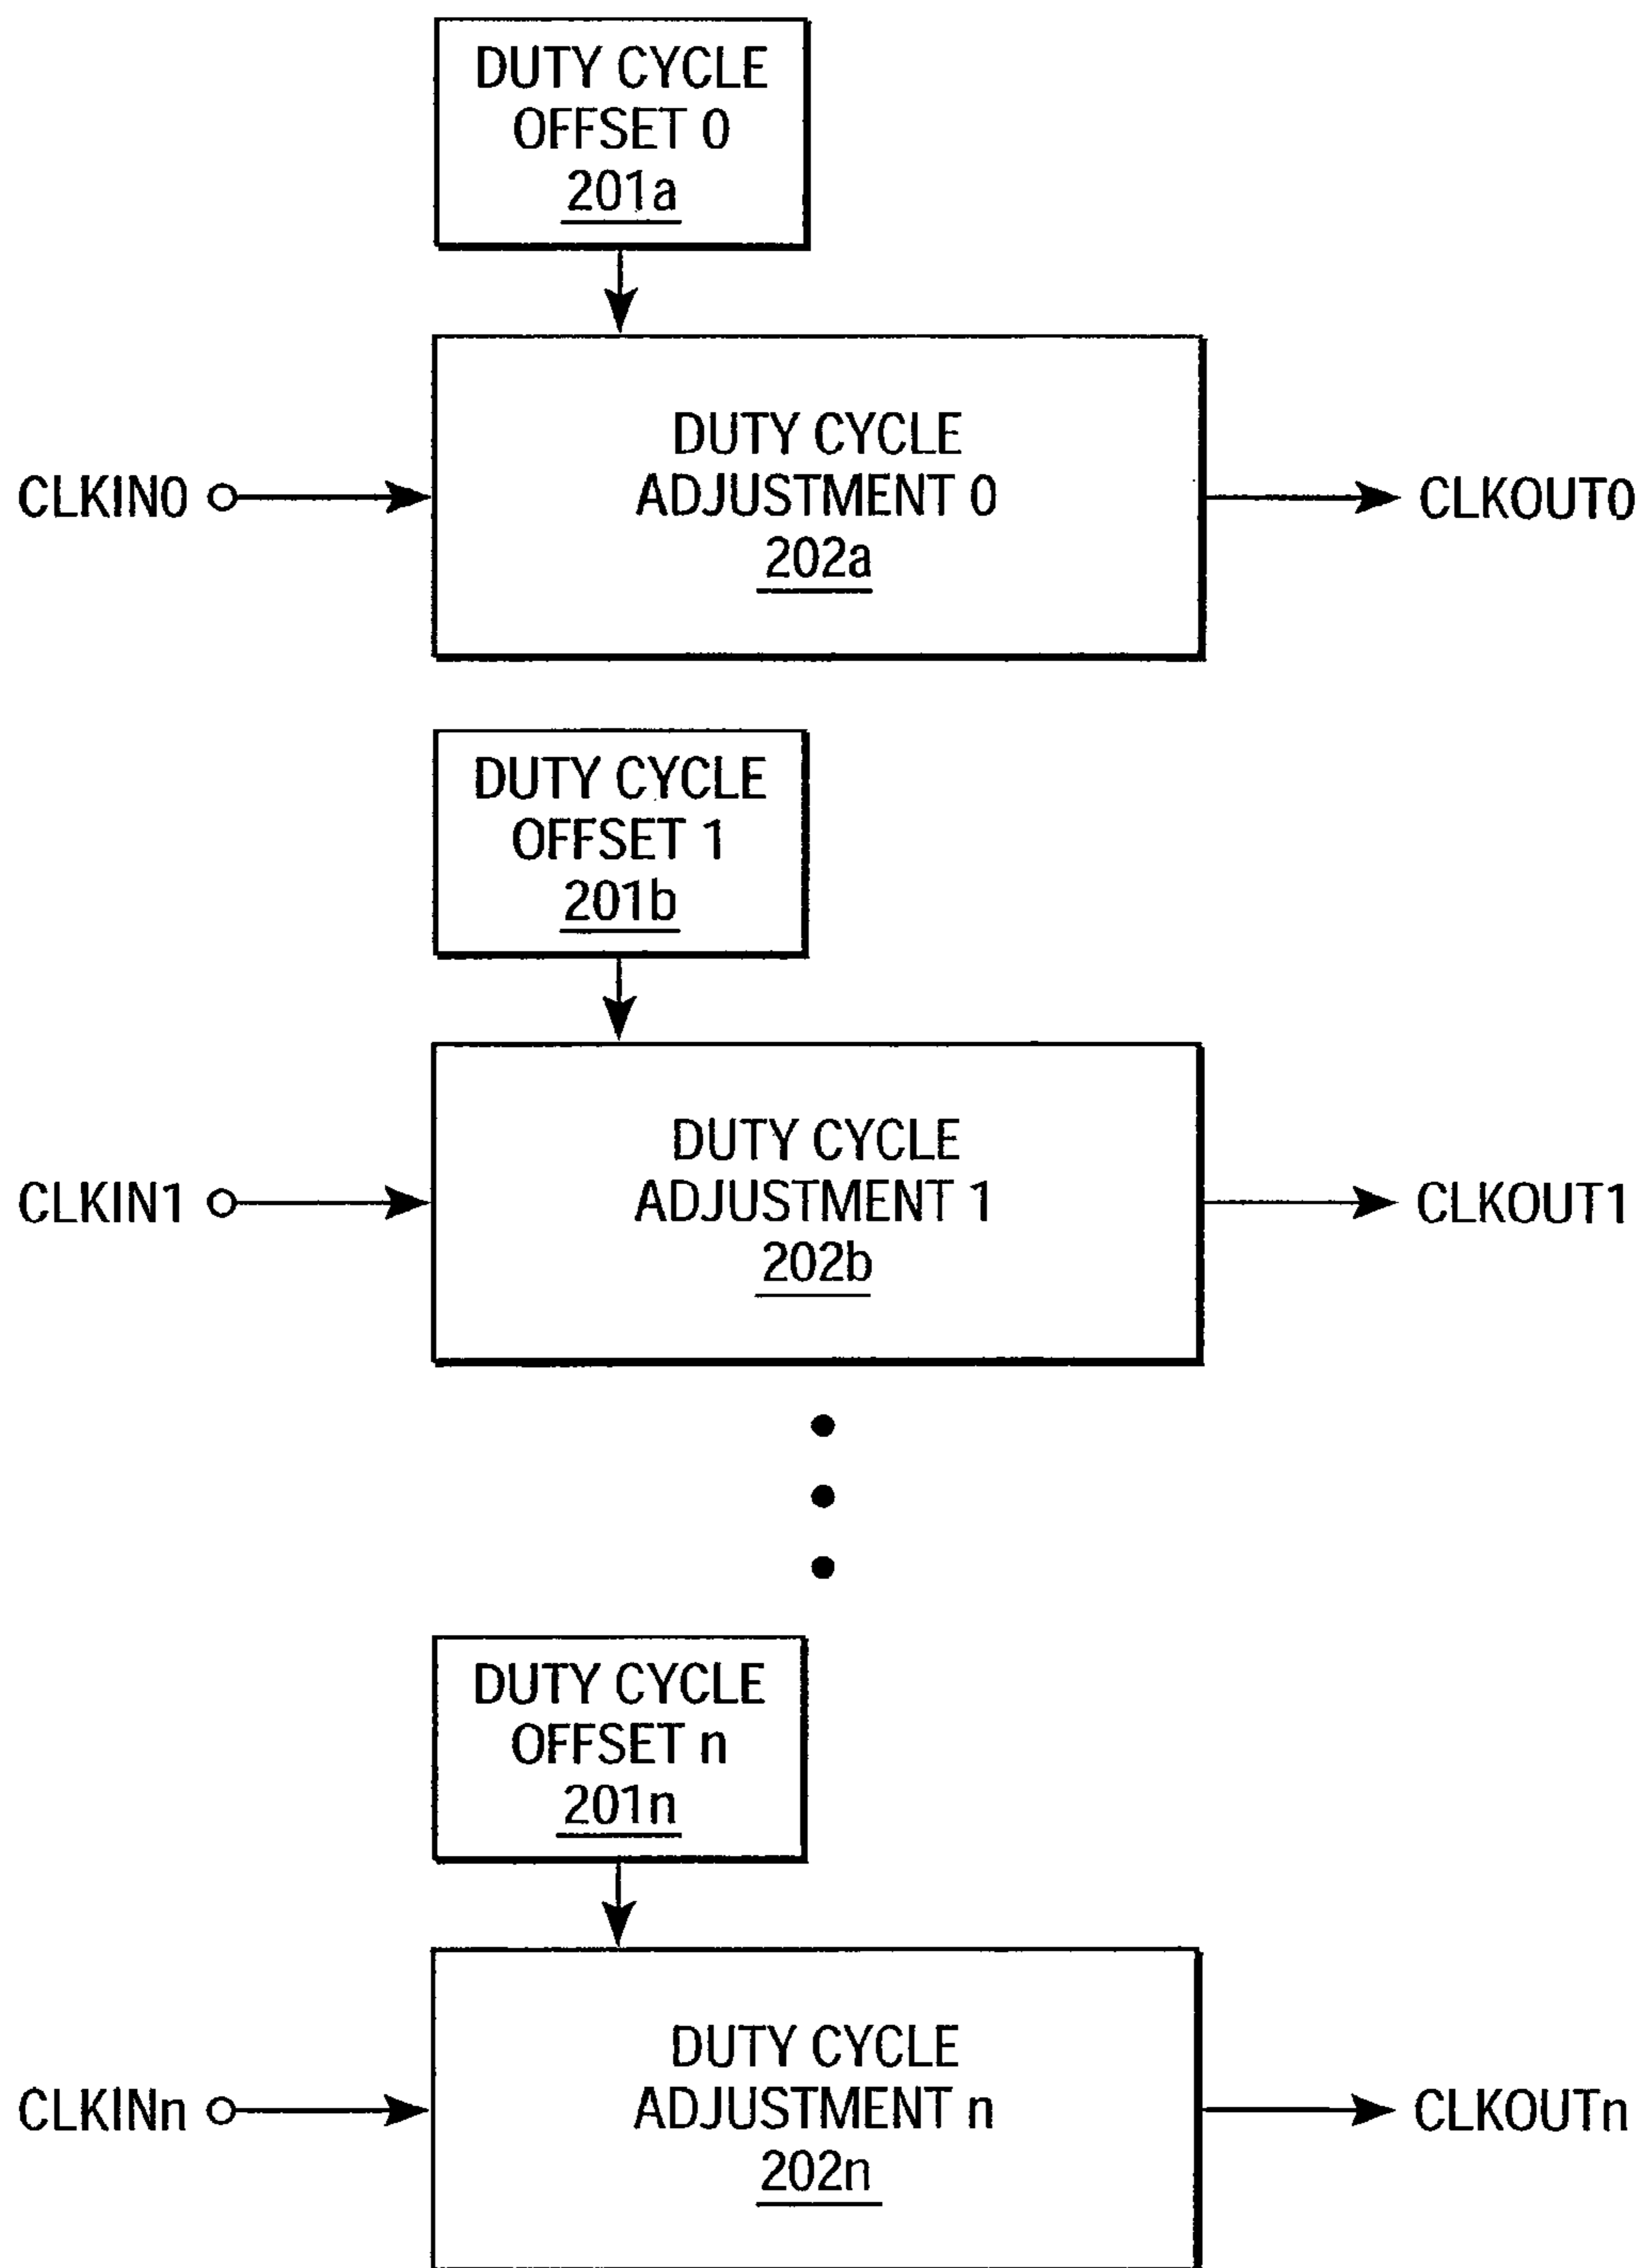 DUTY CYCLE
OFFSET 0
201a
DUTY CYCLE
ADJUSTMENT 0
202a
CLKIN0
CLKOUT0
DUTY CYCLE
OFFSET 1
201b
DUTY CYCLE
ADJUSTMENT 1
202b
CLKIN1
CLKOUT1
DUTY CYCLE
OFFSET n
201n
DUTY CYCLE
ADJUSTMENT n
202n
CLKINn
CLKOUTn